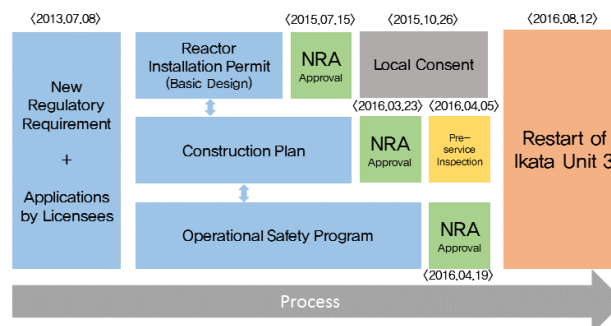 〈2013.07.08〉
〈2015.07.15〉
〈2015.10.26〉
〈2016.08.12〉
New
Regulatory
Requirement
+
Applications
by Licensees
Reactor
Installation Permit
(Basic Design)
NRA
Approval
Local Consent
〈2016.03.23〉
〈2016.04.05〉
Construction Plan
NRA
Approval
Pre-
service
Inspection
Operational Safety Program
NRA
Approval
〈2016.04.19〉
Restart of
Ikata Unit 3
Process